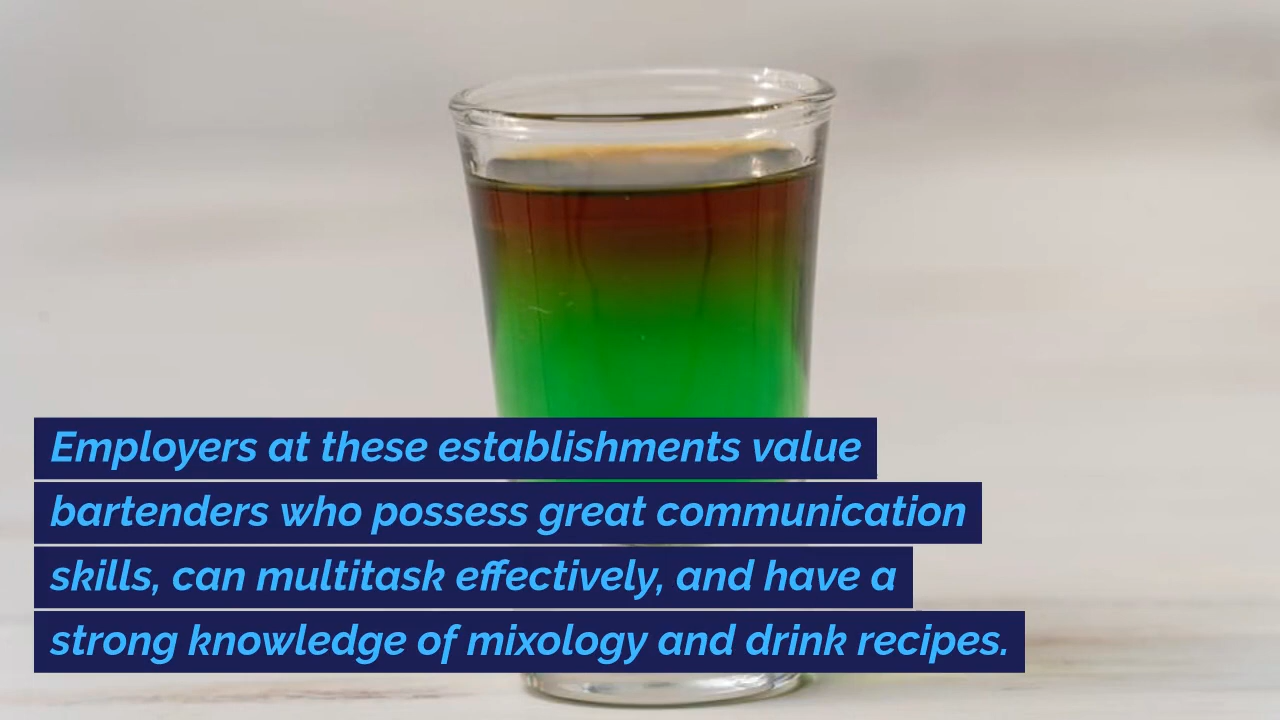 Employers at these establishments value
bartenders who possess great communication
skills, can multitask effectively, and have a
strong knowledge of mixology and drink recipes.